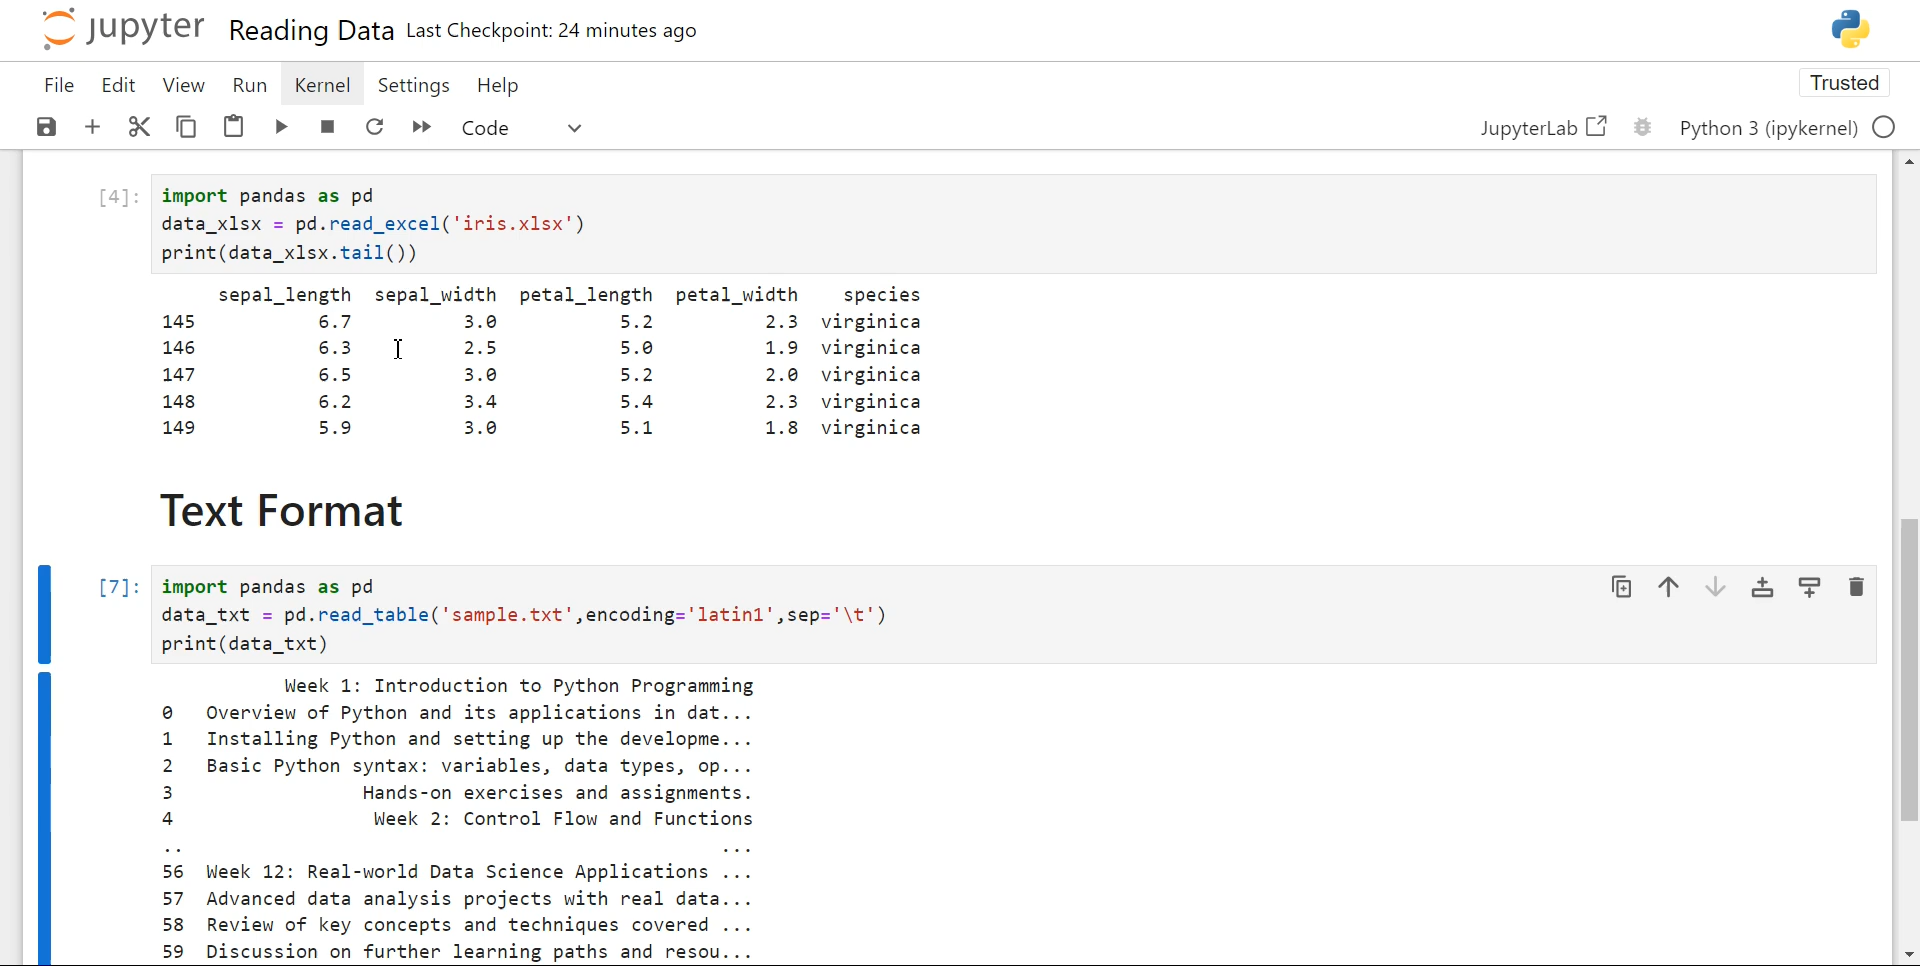 jupyter Reading Data Last Checkpoint: 24 minutes ago
File Edit View Run Kernel Settings Help Trusted
Code JupyterLab Python 3 (ipykernel)
[4]: import pandas as pd
data_xlsx = pd.read_excel('iris.xlsx')
print(data_xlsx.tail())
sepal_length sepal_width petal_length petal_width species
145 6.7 3.0 5.2 2.3 virginica
146 6.3 2.5 5.0 1.9 virginica
147 6.5 3.0 5.2 2.0 virginica
148 6.2 3.4 5.4 2.3 virginica
149 5.9 3.0 5.1 1.8 virginica
Text Format
[7]: import pandas as pd
data_txt = pd.read_table('sample.txt',encoding='latin1',sep='\t')
print(data_txt)
Week 1: Introduction to Python Programming
0 Overview of Python and its applications in dat...
1 Installing Python and setting up the developme...
2 Basic Python syntax: variables, data types, op...
3 Hands-on exercises and assignments.
4 Week 2: Control Flow and Functions
.. ...
56 Week 12: Real-world Data Science Applications ...
57 Advanced data analysis projects with real data...
58 Review of key concepts and techniques covered ...
59 Discussion on further learning paths and resou...